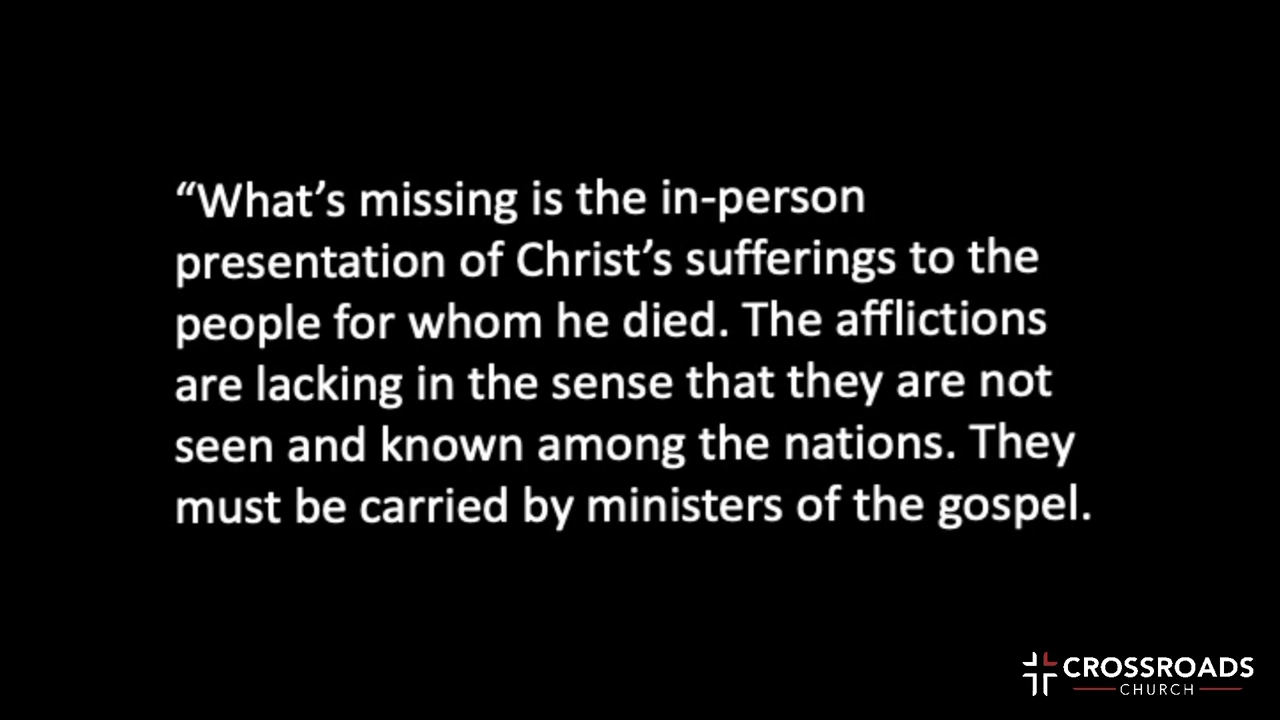 “What’s missing is the in-person
presentation of Christ’s sufferings to the
people for whom he died. The afflictions
are lacking in the sense that they are not
seen and known among the nations. They
must be carried by ministers of the gospel.
CROSSROADS
CHURCH